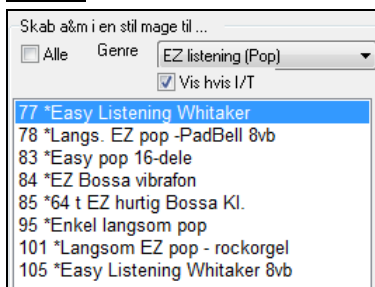 Skab a&m i en stil mage til ...
Alle Genre EZ listening (Pop)
Vis hvis I/T
77 *Easy Listening Whitaker
78 *Langs. EZ pop -PadBell 8vb
83 *Easy pop 16-dele
84 *EZ Bossa vibrafon
85 *64 t EZ hurtig Bossa Kl.
95 *Enkel langsom pop
101 *Langsom EZ pop - rockorgel
105 *Easy Listening Whitaker 8vb